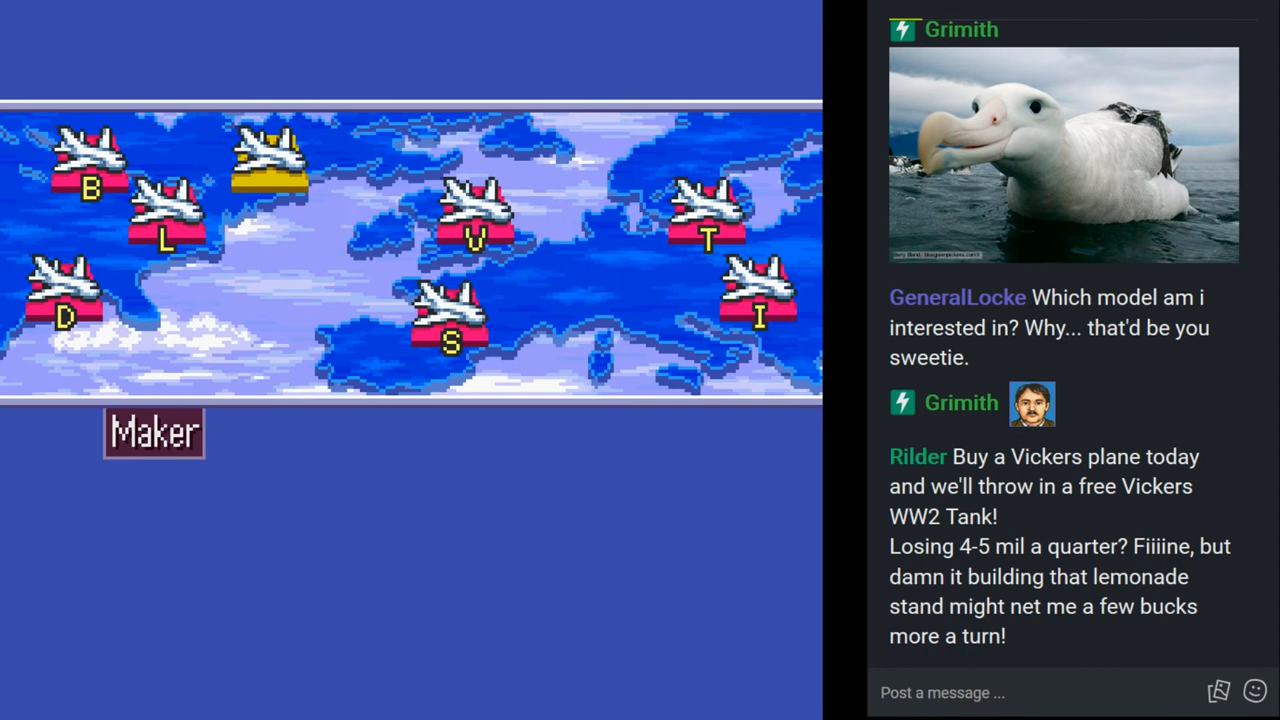 B
L
V
T
D
S
I
Maker
Grimith
GeneralLocke Which model am i
interested in? Why... that'd be you
sweetie.
Grimith
Rilder Buy a Vickers plane today
and we'll throw in a free Vickers
WW2 Tank!
Losing 4-5 mil a quarter? Fiiiine, but
damn it building that lemonade
stand might net me a few bucks
more a turn!
Post a message ...